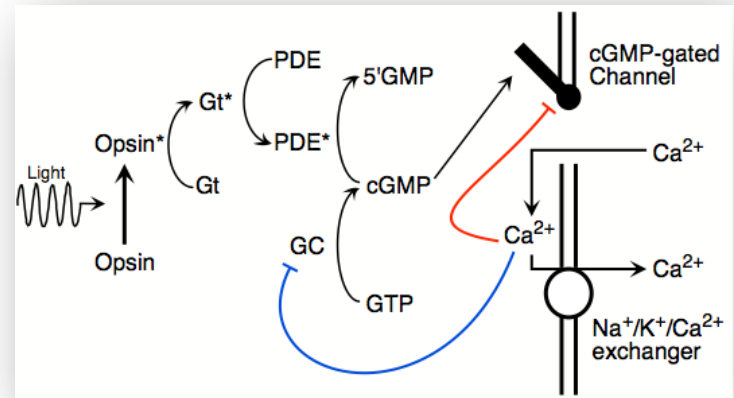 PDE
cGMP-gated
Channel
5'GMP
Gt*
Opsin*
PDE*
Ca²⁺
Light
Gt
cGMP
Ca²⁺
GC
Opsin
Ca²⁺
GTP
Na⁺/K⁺/Ca²⁺
exchanger